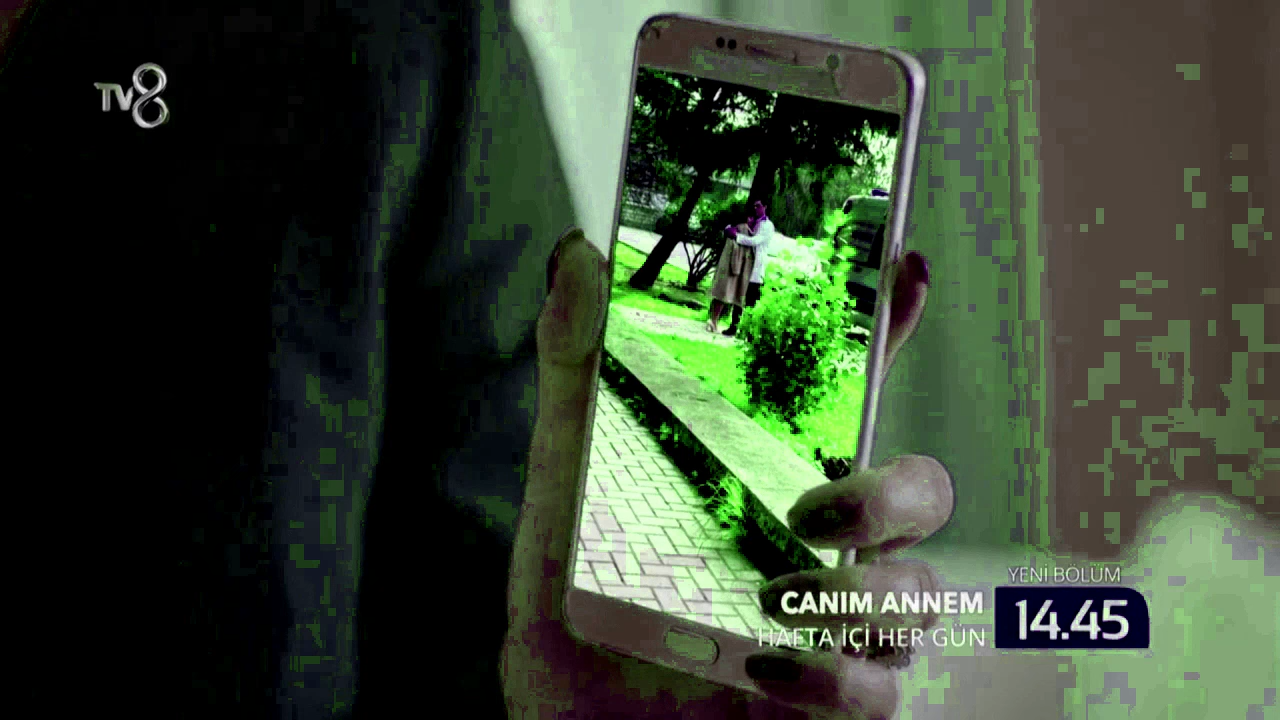 TV8
YENİ BÖLÜM
CANIM ANNEM
14.45
HAFTA İÇİ HER GÜN